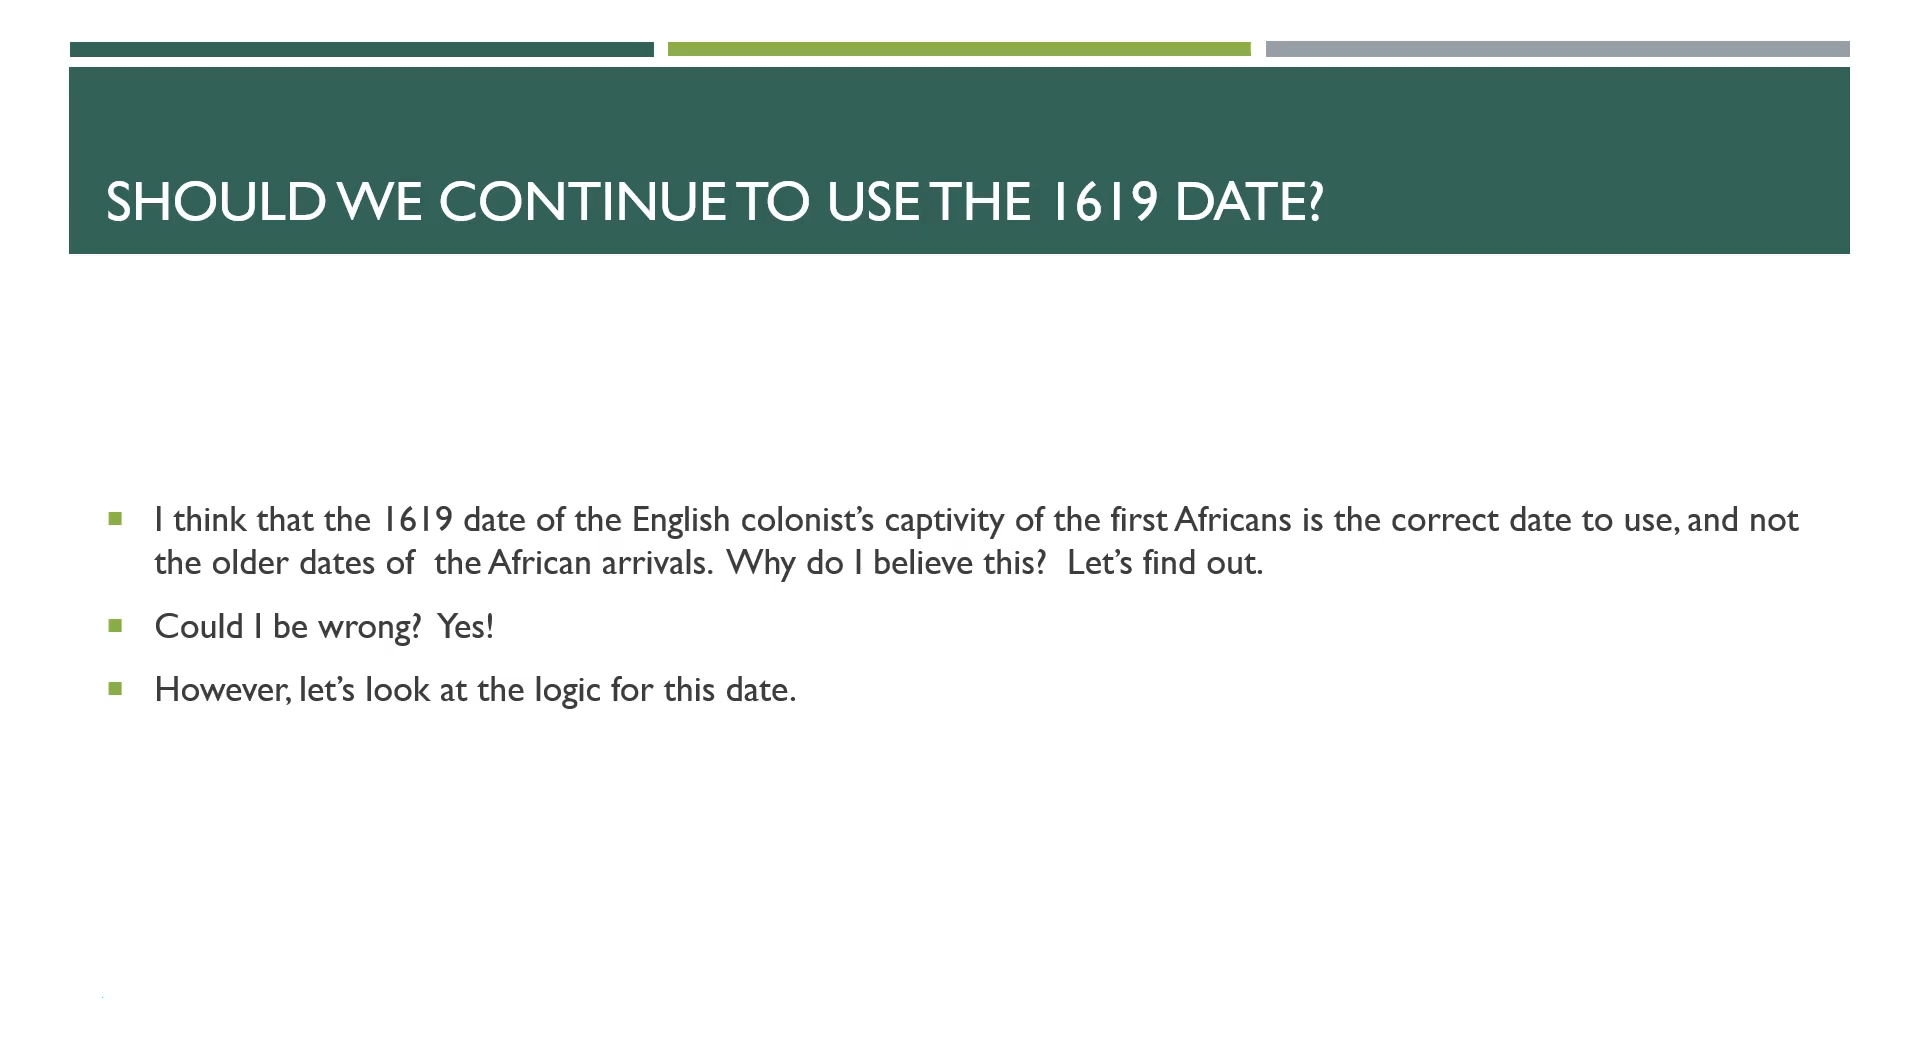 SHOULD WE CONTINUE TO USE THE 1619 DATE?
I think that the 1619 date of the English colonist’s captivity of the first Africans is the correct date to use, and not
the older dates of  the African arrivals.  Why do I believe this?  Let’s find out.
Could I be wrong?  Yes!
However, let’s look at the logic for this date.